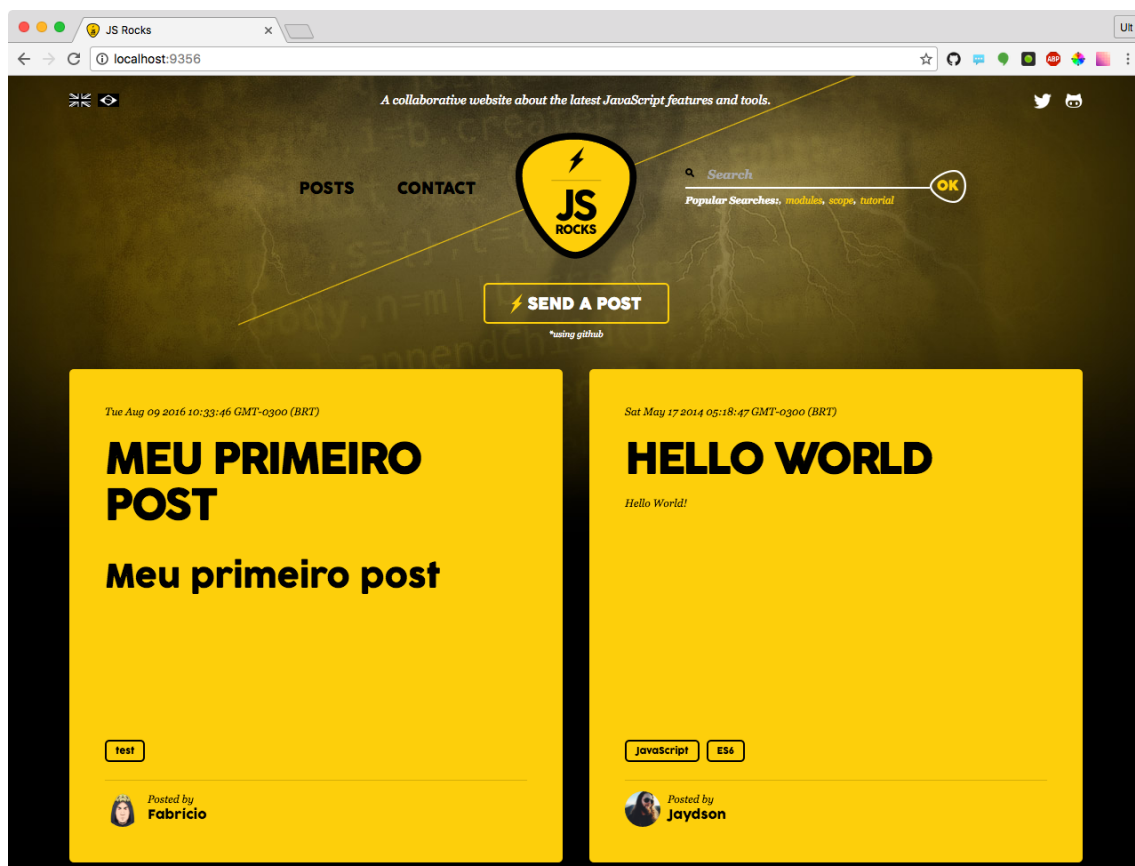 JS Rocks
Ult
localhost:9356
ABP
A collaborative website about the latest JavaScript features and tools.
POSTS
CONTACT
JS
ROCKS
Search
OK
Popular Searches:, modules, scope, tutorial
SEND A POST
*using github
Tue Aug 09 2016 10:33:46 GMT-0300 (BRT)
MEU PRIMEIRO
POST
Meu primeiro post
test
Posted by
Fabricio
Sat May 17 2014 05:18:47 GMT-0300 (BRT)
HELLO WORLD
Hello World!
JavaScript
ES6
Posted by
Jaydson